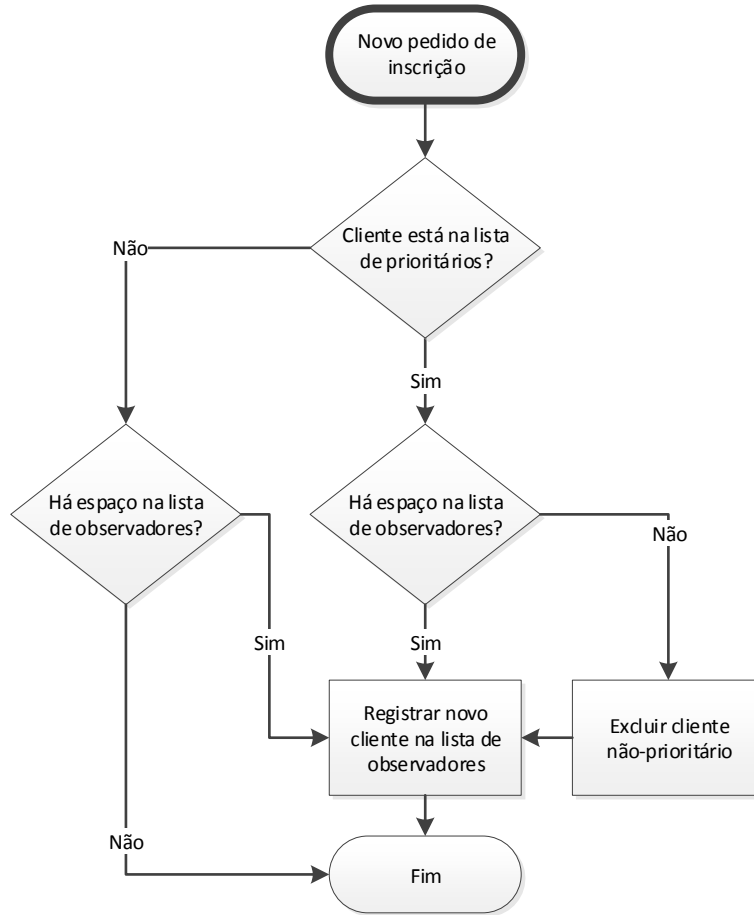 Novo pedido de
inscrição
Cliente está na lista
de prioritários?
Não
Sim
Há espaço na lista
de observadores?
Há espaço na lista
de observadores?
Não
Sim
Sim
Registrar novo
cliente na lista de
observadores
Excluir cliente
não-prioritário
Não
Fim